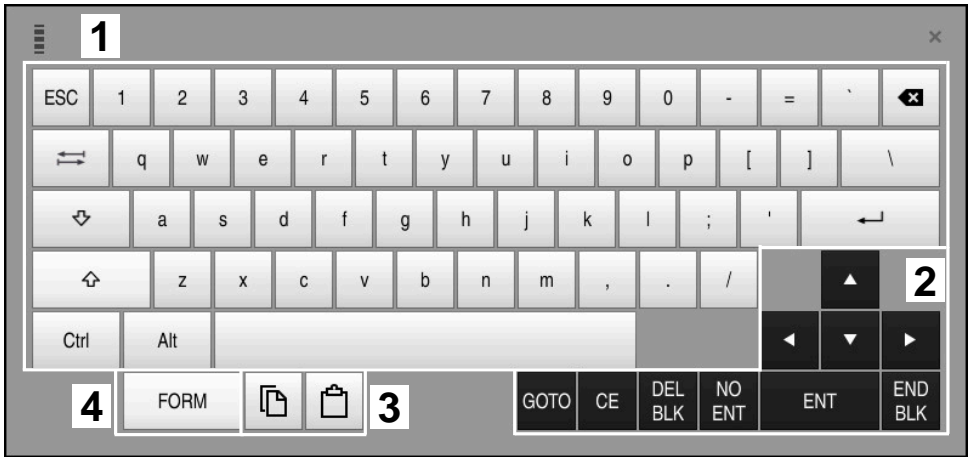 1 ×
ESC 1 2 3 4 5 6 7 8 9 0 - = `
q w e r t y u i o p [ ] \
a s d f g h j k l ; '
z x c v b n m , . / 2
Ctrl Alt
4 FORM 3 GOTO CE DEL BLK NO ENT ENT END BLK